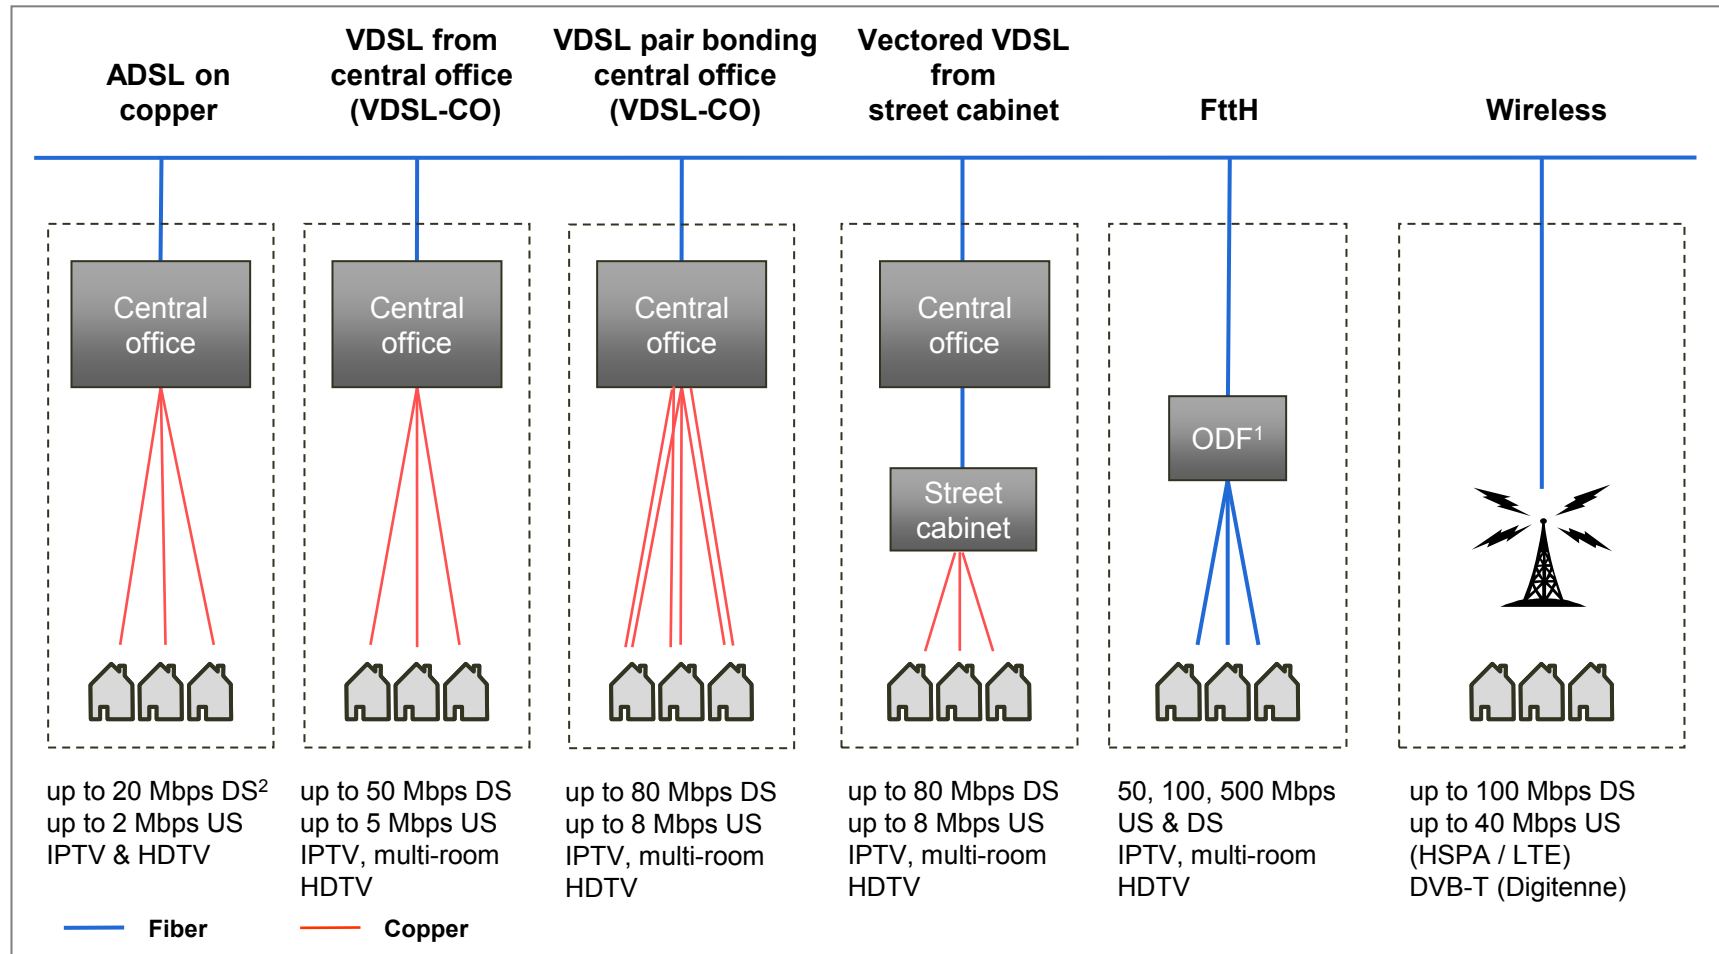 ADSL on
copper
VDSL from
central office
(VDSL-CO)
VDSL pair bonding
central office
(VDSL-CO)
Vectored VDSL
from
street cabinet
FttH
Wireless
Central
office
Central
office
Central
office
Central
office
Street
cabinet
ODF¹
up to 20 Mbps DS²
up to 2 Mbps US
IPTV & HDTV
up to 50 Mbps DS
up to 5 Mbps US
IPTV, multi-room
HDTV
up to 80 Mbps DS
up to 8 Mbps US
IPTV, multi-room
HDTV
up to 80 Mbps DS
up to 8 Mbps US
IPTV, multi-room
HDTV
50, 100, 500 Mbps
US & DS
IPTV, multi-room
HDTV
up to 100 Mbps DS
up to 40 Mbps US
(HSPA / LTE)
DVB-T (Digitenne)
Fiber
Copper